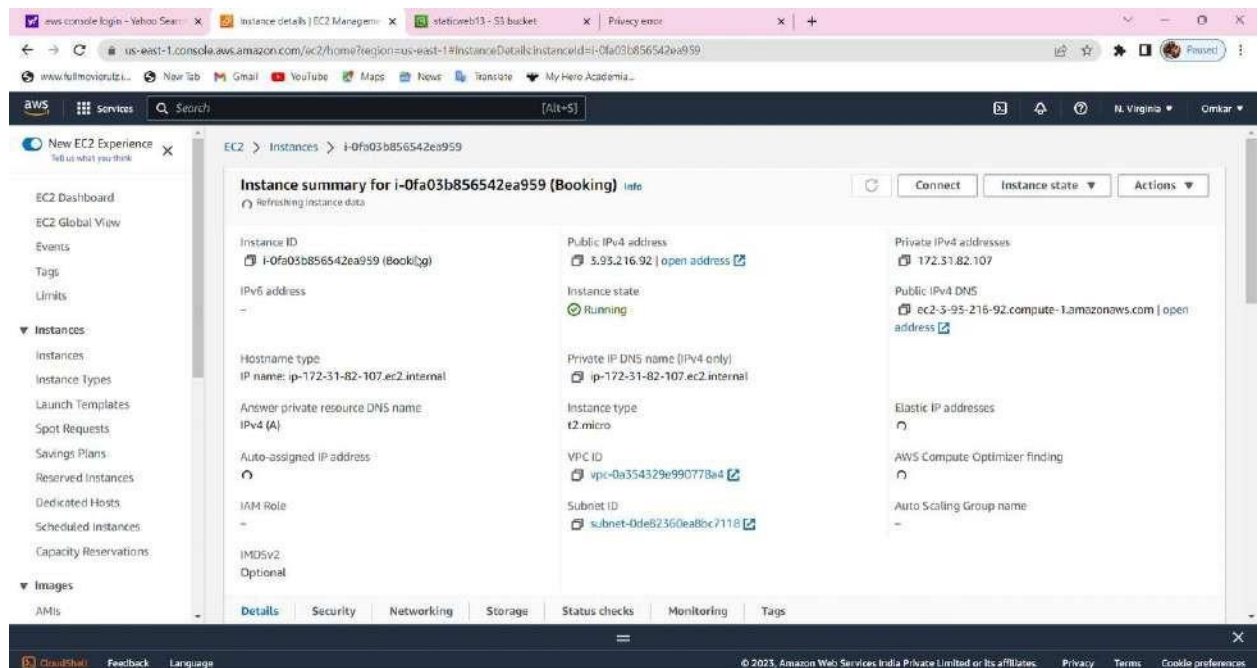 aws console login - Yahoo Sear
Instance details | EC2 Managem
staticweb13 - S3 bucket
Privacy error
us-east-1.console.aws.amazon.com/ec2/home?region=us-east-1#InstanceDetails:instanceId=i-0fa03b856542ea959
Paused
New Tab
Gmail
YouTube
Maps
News
Translate
My Hero Academia...
aws
Services
Search
[Alt+S]
N. Virginia
Omkar
New EC2 Experience
Tell us what you think
EC2 Dashboard
EC2 Global View
Events
Tags
Limits
Instances
Instances
Instance Types
Launch Templates
Spot Requests
Savings Plans
Reserved Instances
Dedicated Hosts
Scheduled Instances
Capacity Reservations
Images
AMIs
EC2 > Instances > i-0fa03b856542ea959
Instance summary for i-0fa03b856542ea959 (Booking) Info
Refreshing instance data
Connect
Instance state
Actions
Instance ID
i-0fa03b856542ea959 (Booking)
Public IPv4 address
3.93.216.92 | open address
Private IPv4 addresses
172.31.82.107
IPv6 address
–
Instance state
Running
Public IPv4 DNS
ec2-3-93-216-92.compute-1.amazonaws.com | open
address
Hostname type
IP name: ip-172-31-82-107.ec2.internal
Private IP DNS name (IPv4 only)
ip-172-31-82-107.ec2.internal
Answer private resource DNS name
IPv4 (A)
Instance type
t2.micro
Elastic IP addresses
Auto-assigned IP address
VPC ID
vpc-0a354329e990778a4
AWS Compute Optimizer finding
IAM Role
–
Subnet ID
subnet-0de82360ea8bc7118
Auto Scaling Group name
–
IMDSv2
Optional
Details
Security
Networking
Storage
Status checks
Monitoring
Tags
CloudShell
Feedback
Language
© 2023, Amazon Web Services India Private Limited or its affiliates.
Privacy
Terms
Cookie preferences